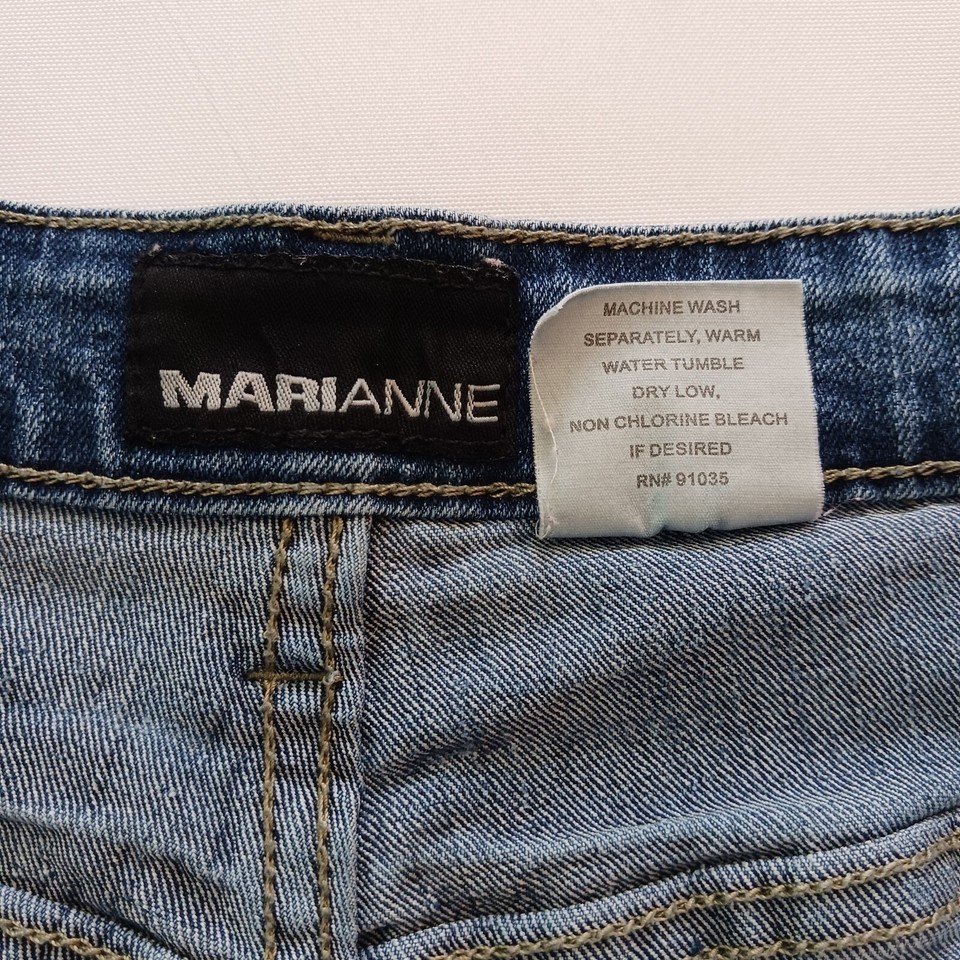 MARIANNE
MACHINE WASH
SEPARATELY, WARM
WATER TUMBLE
DRY LOW,
NON CHLORINE BLEACH
IF DESIRED
RN# 91035